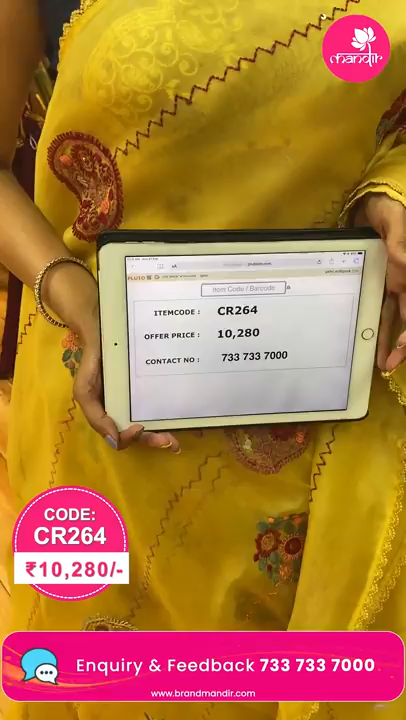 mandir
Item Code / Barcode
ITEMCODE : CR264
OFFER PRICE : 10,280
CONTACT NO : 733 733 7000
CODE:
CR264
₹10,280/-
Enquiry & Feedback 733 733 7000
www.brandmandir.com